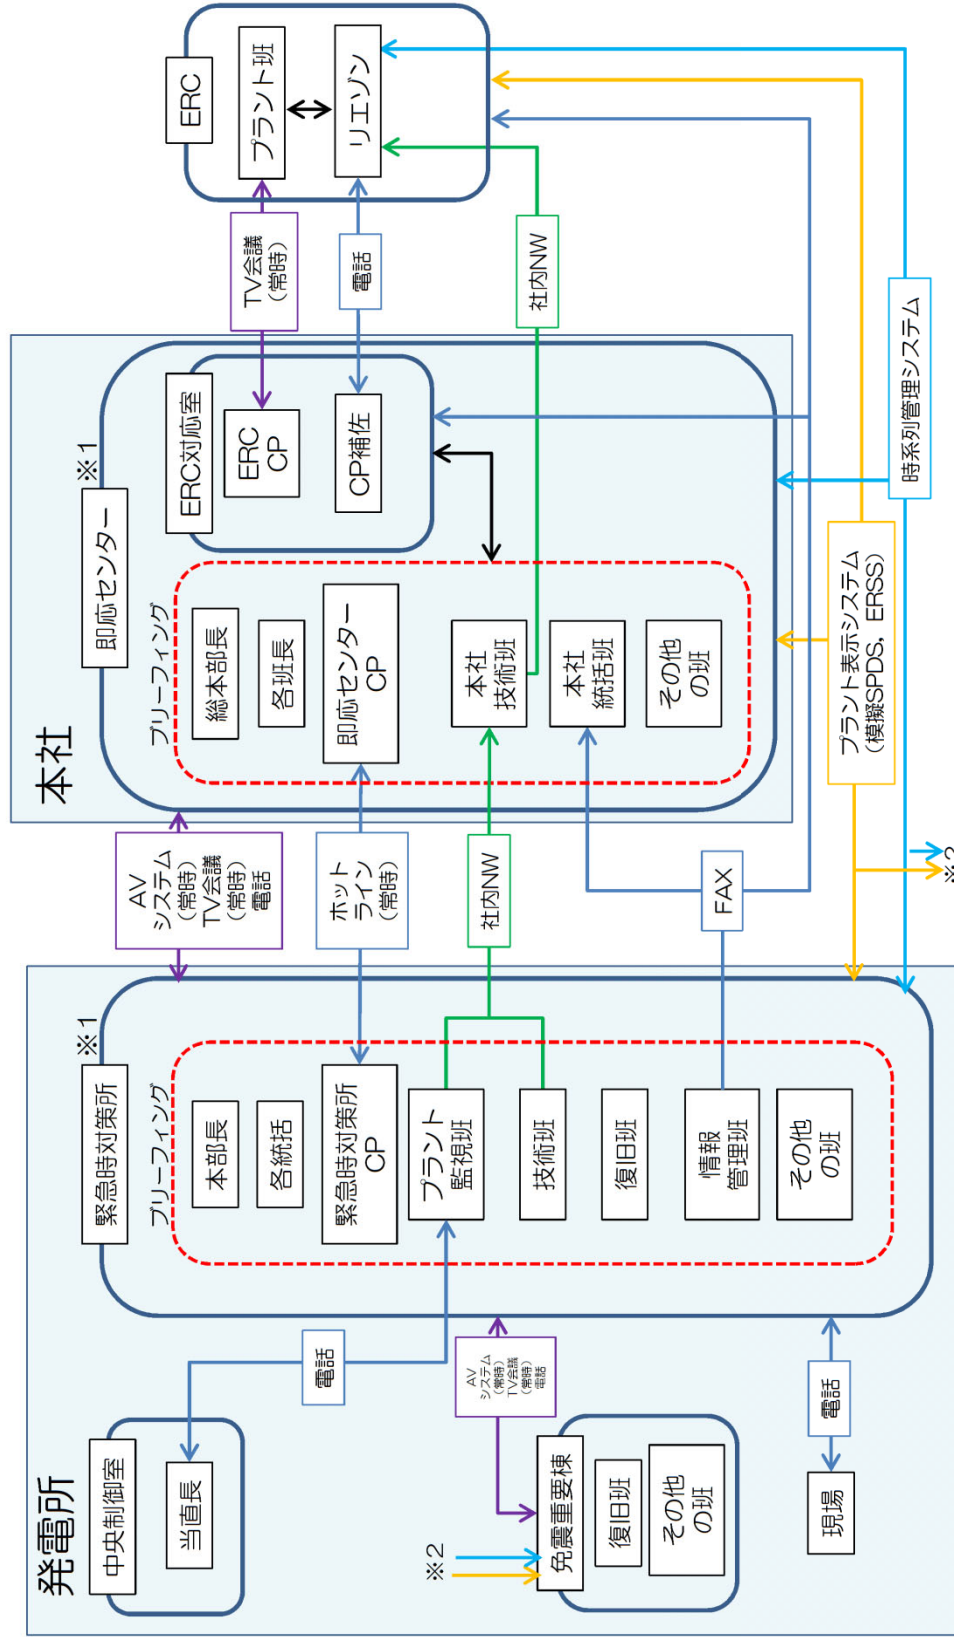 発電所
中央制御室
当直長
電話
※2
免震重要棟
復旧班
その他
の班
AV
システム
(常時)
TV会議
(常時)
電話
現場
電話
※1
緊急時対策所
ブリーフィング
本部長
各統括
緊急時対策所
CP
プラント
監視班
技術班
復旧班
情報
管理班
その他
の班
AV
システム
(常時)
TV会議
(常時)
電話
ホット
ライン
(常時)
社内NW
FAX
※2
本社
※1
即応センター
ブリーフィング
総本部長
各班長
即応センター
CP
本社
技術班
本社
統括班
その他
の班
ERC対応室
ERC
CP
CP補佐
TV会議
(常時)
電話
社内NW
プラント表示システム
(模擬SPDS,ERSS)
時系列管理システム
ERC
プラント班
リエゾン